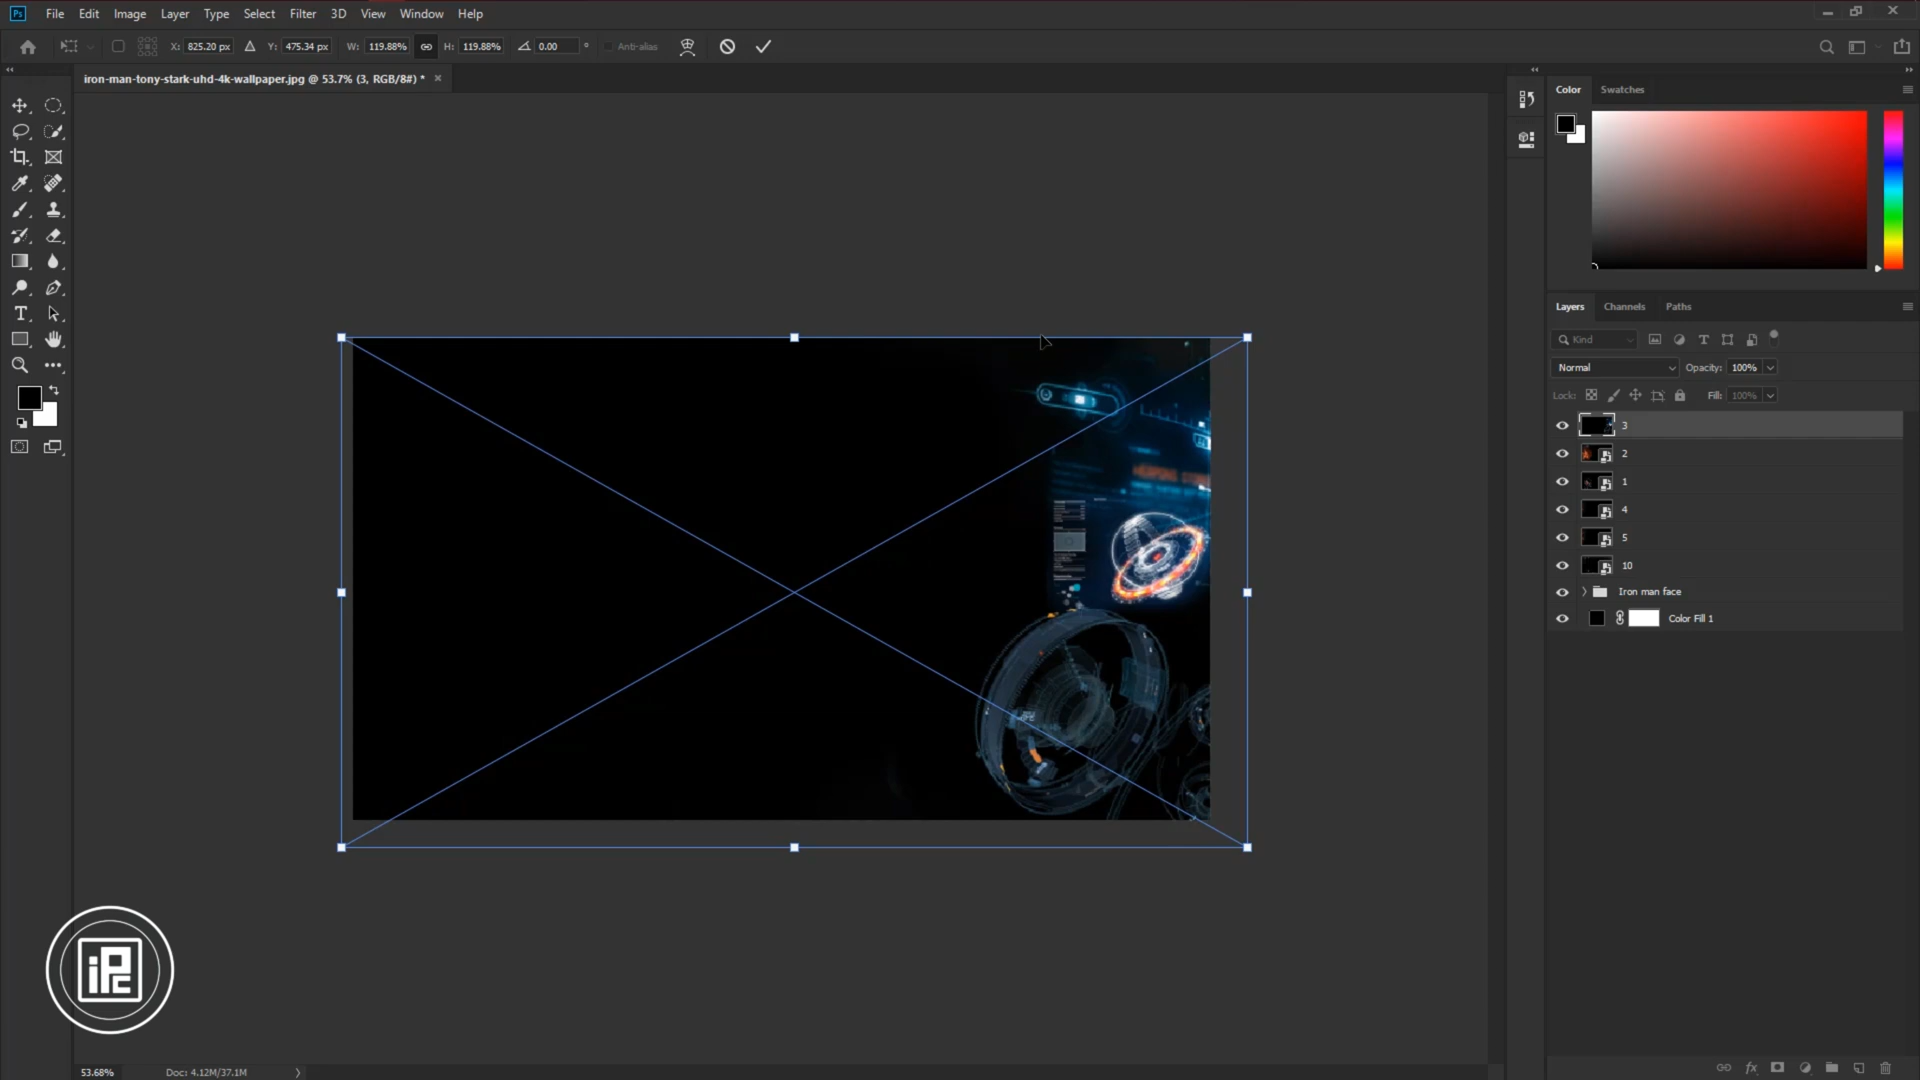 Ps File Edit Image Layer Type Select Filter 3D View Window Help
X: 825.20 px Y: 475.34 px W: 119.88% H: 119.88% 0.00 ° Anti-alias
iron-man-tony-stark-uhd-4k-wallpaper.jpg @ 53.7% (3, RGB/8#) * ×
Color Swatches
Layers Channels Paths
Kind
Normal Opacity: 100%
Lock: Fill: 100%
3
2
1
4
5
10
Iron man face
Color Fill 1
iPc
53.68% Doc: 4.12M/37.1M
fx